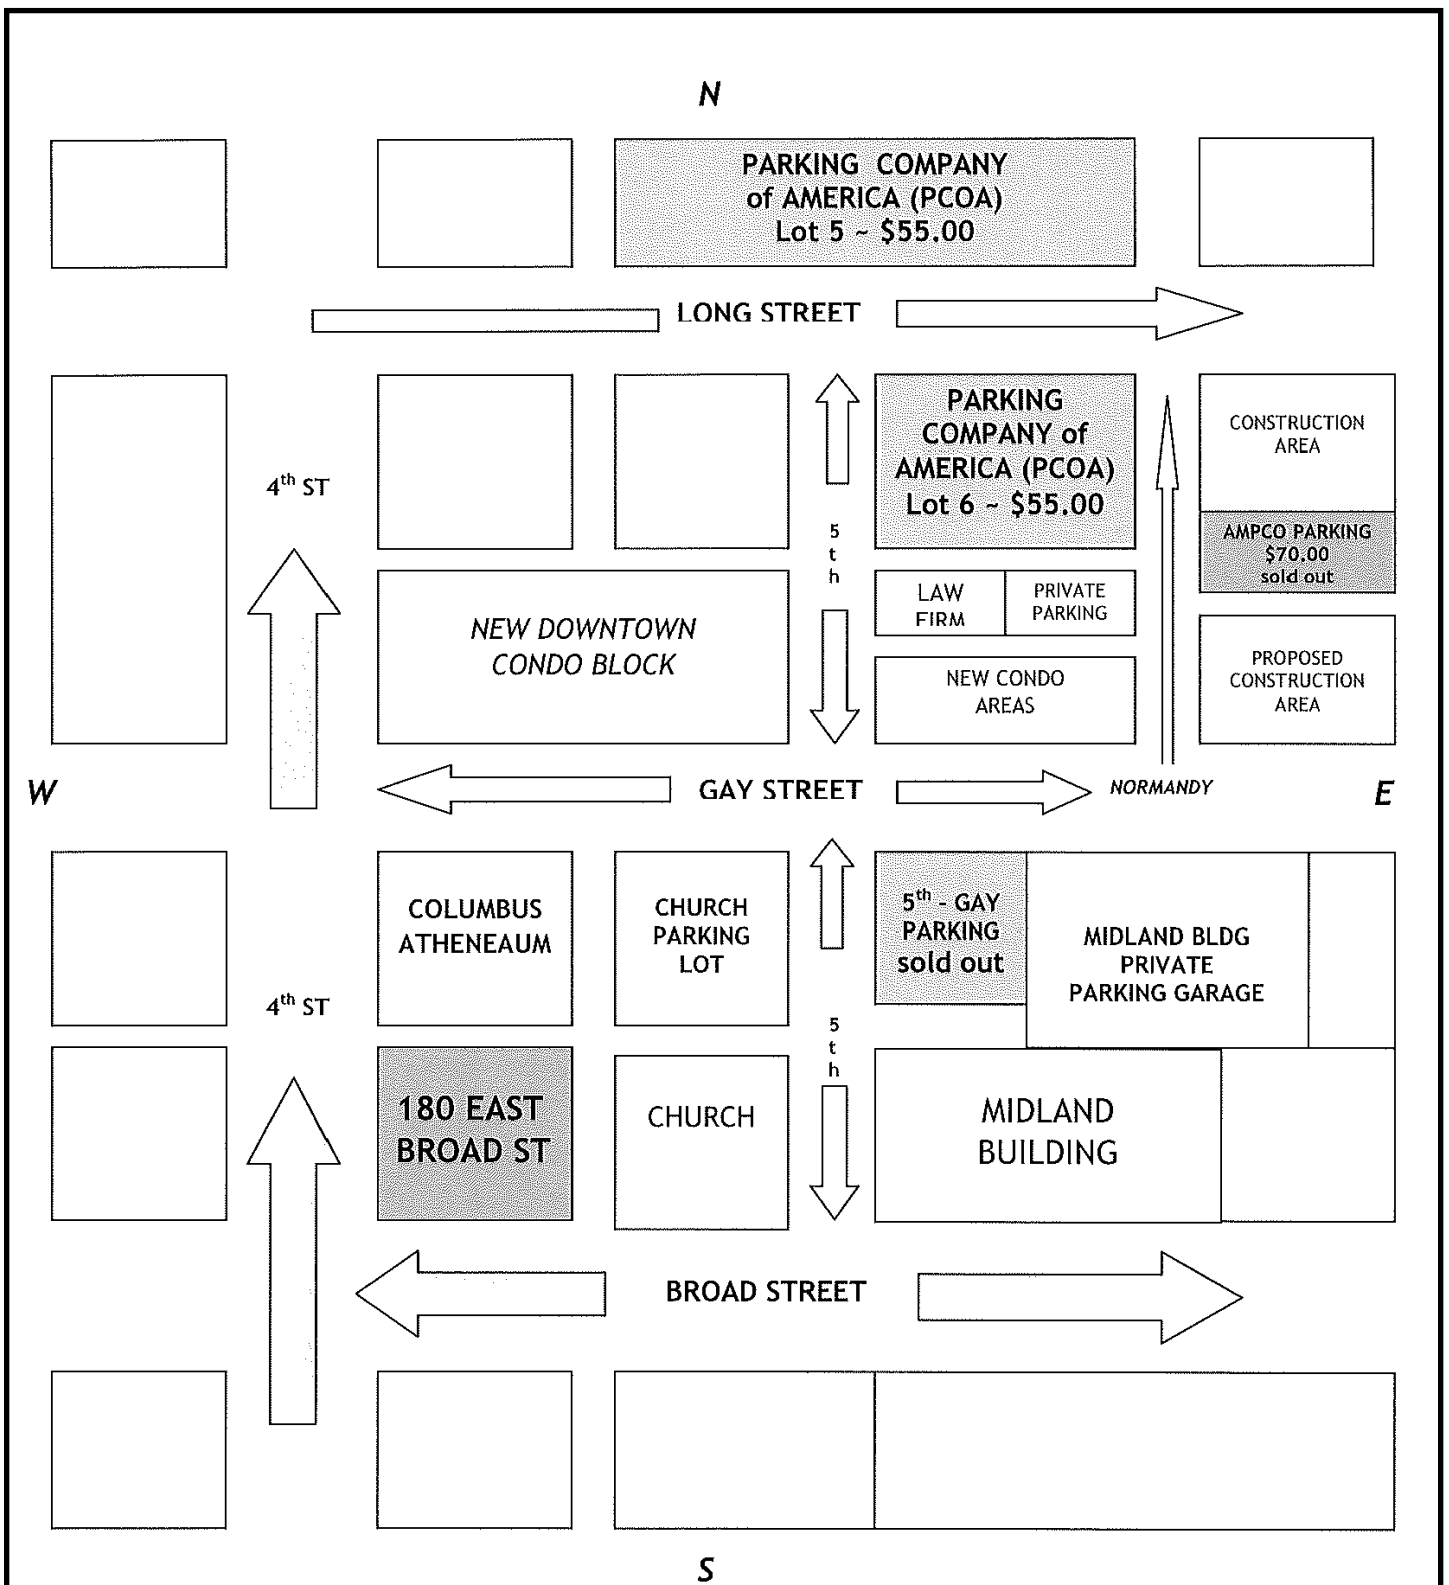 N
PARKING COMPANY
of AMERICA (PCOA)
Lot 5 ~ $55.00
LONG STREET
4th ST
5
t
h
PARKING
COMPANY of
AMERICA (PCOA)
Lot 6 ~ $55.00
CONSTRUCTION
AREA
AMPCO PARKING
$70.00
sold out
NEW DOWNTOWN
CONDO BLOCK
LAW
FIRM
PRIVATE
PARKING
NEW CONDO
AREAS
PROPOSED
CONSTRUCTION
AREA
W
GAY STREET
NORMANDY
E
COLUMBUS
ATHENEAUM
CHURCH
PARKING
LOT
5th - GAY
PARKING
sold out
MIDLAND BLDG
PRIVATE
PARKING GARAGE
4th ST
5
t
h
180 EAST
BROAD ST
CHURCH
MIDLAND
BUILDING
BROAD STREET
S